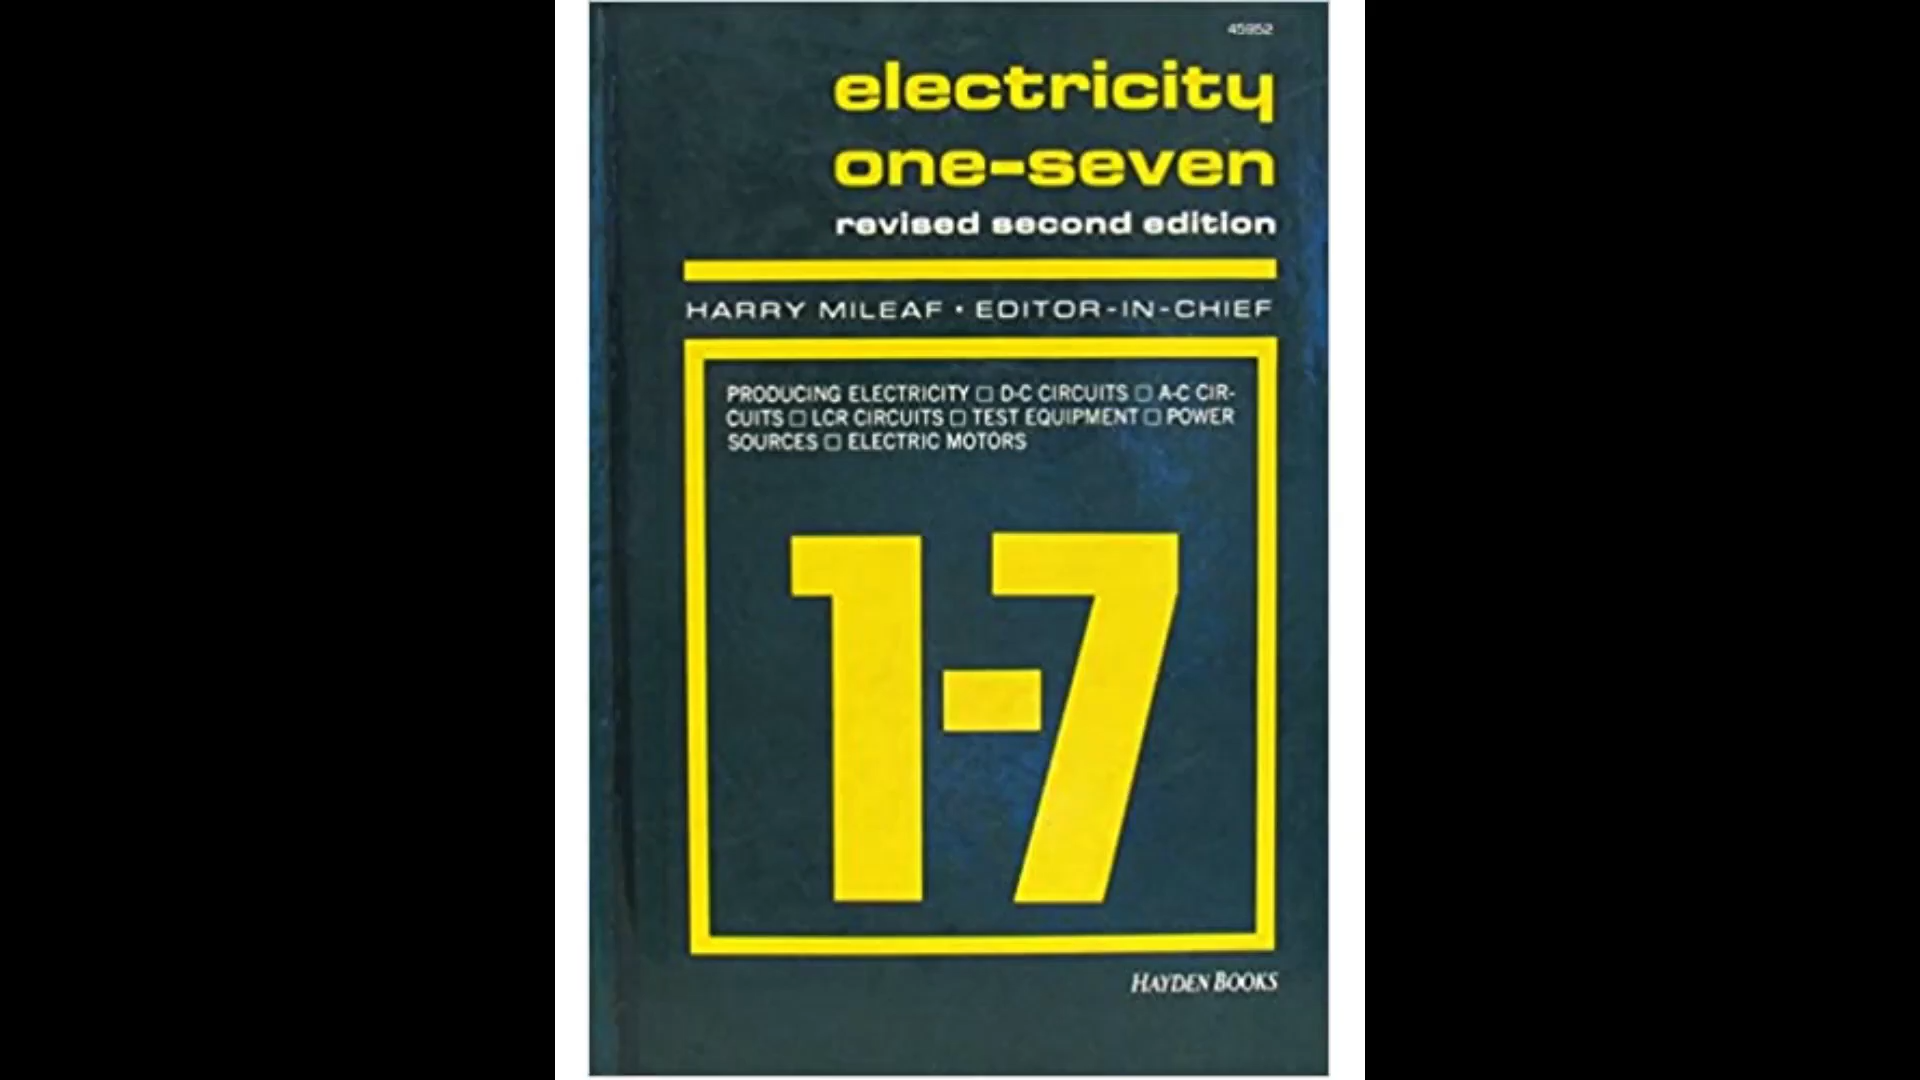 45952
electricity
one-seven
revised second edition
HARRY MILEAF • EDITOR-IN-CHIEF
PRODUCING ELECTRICITY □ D-C CIRCUITS □ A-C CIR-
CUITS □ LCR CIRCUITS □ TEST EQUIPMENT □ POWER
SOURCES □ ELECTRIC MOTORS
1-7
HAYDEN BOOKS